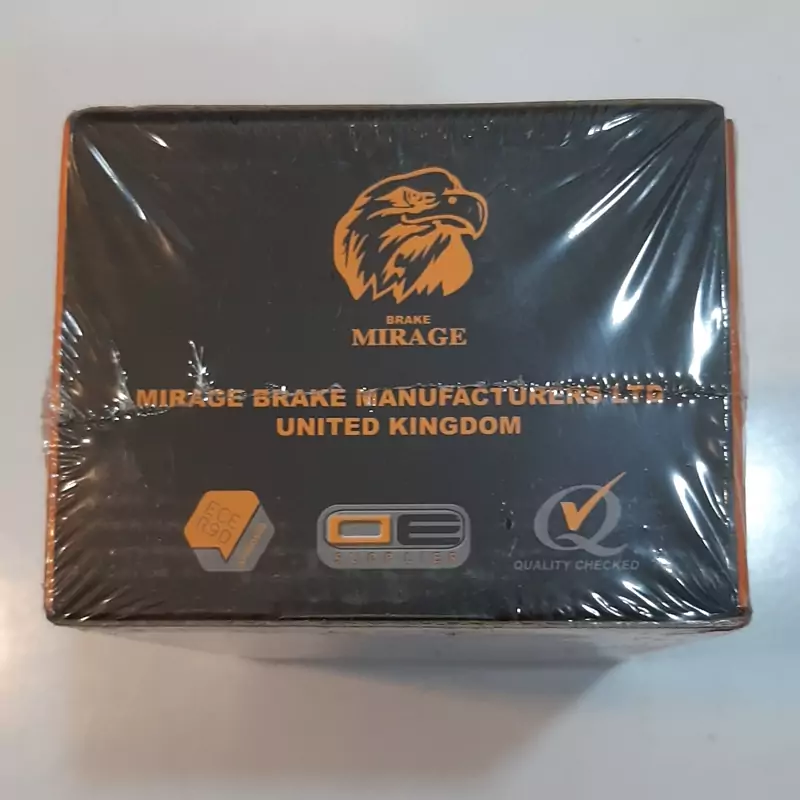 BRAKE
MIRAGE
MIRAGE BRAKE MANUFACTURERS LTD
UNITED KINGDOM
ECE
R90
OE
SUPPLIER
Q
QUALITY CHECKED